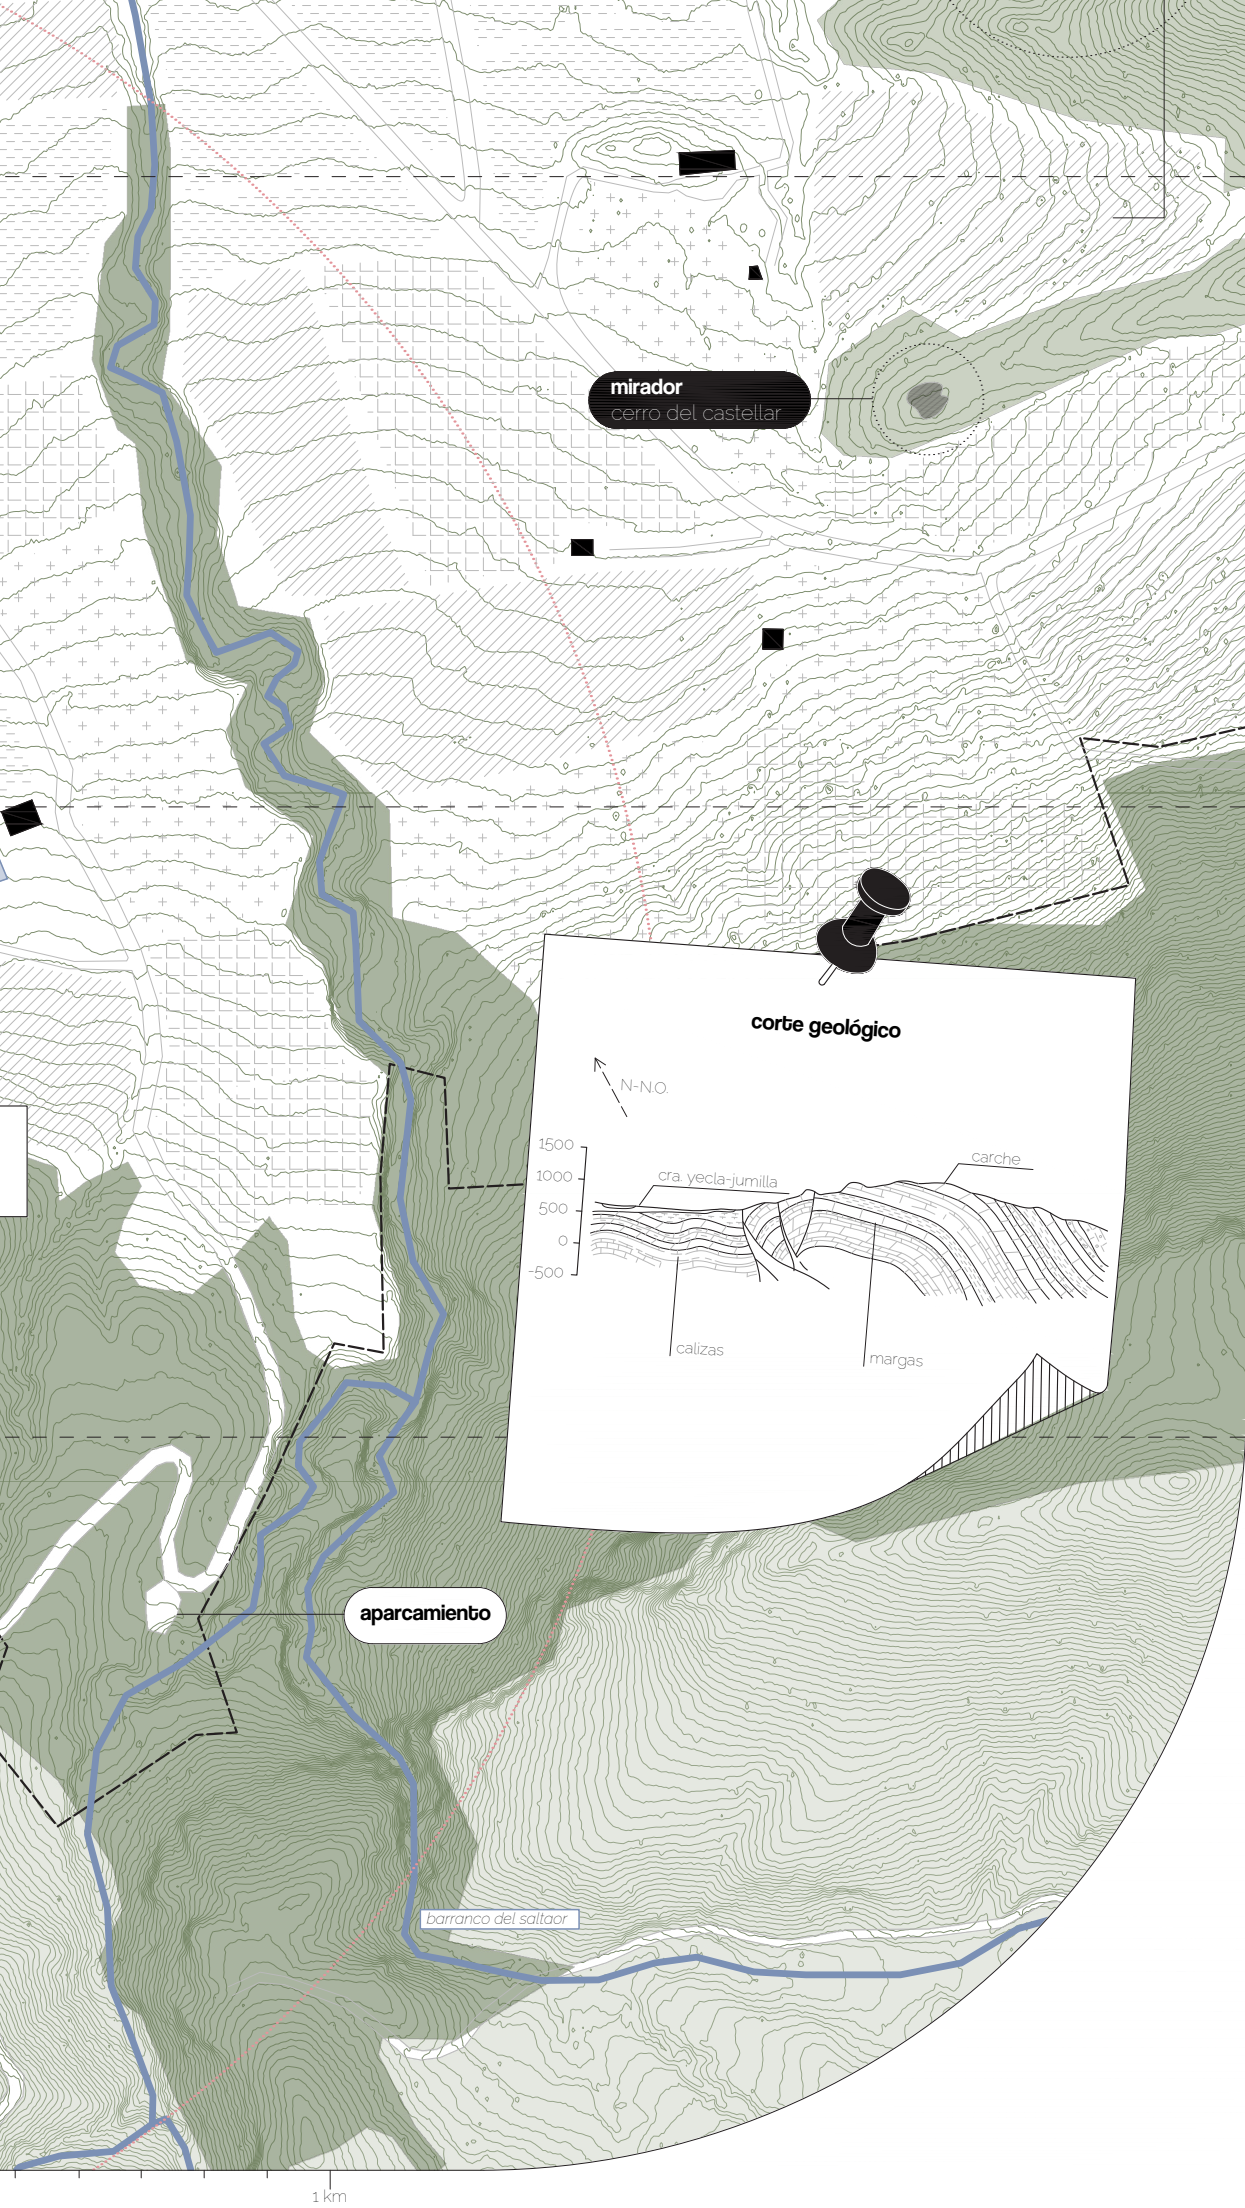 mirador
cerro del castellar
corte geológico
N-N.O.
1500
1000
500
0
-500
cra. yecla-jumilla
carche
calizas
margas
aparcamiento
barranco del saltaor
1 km